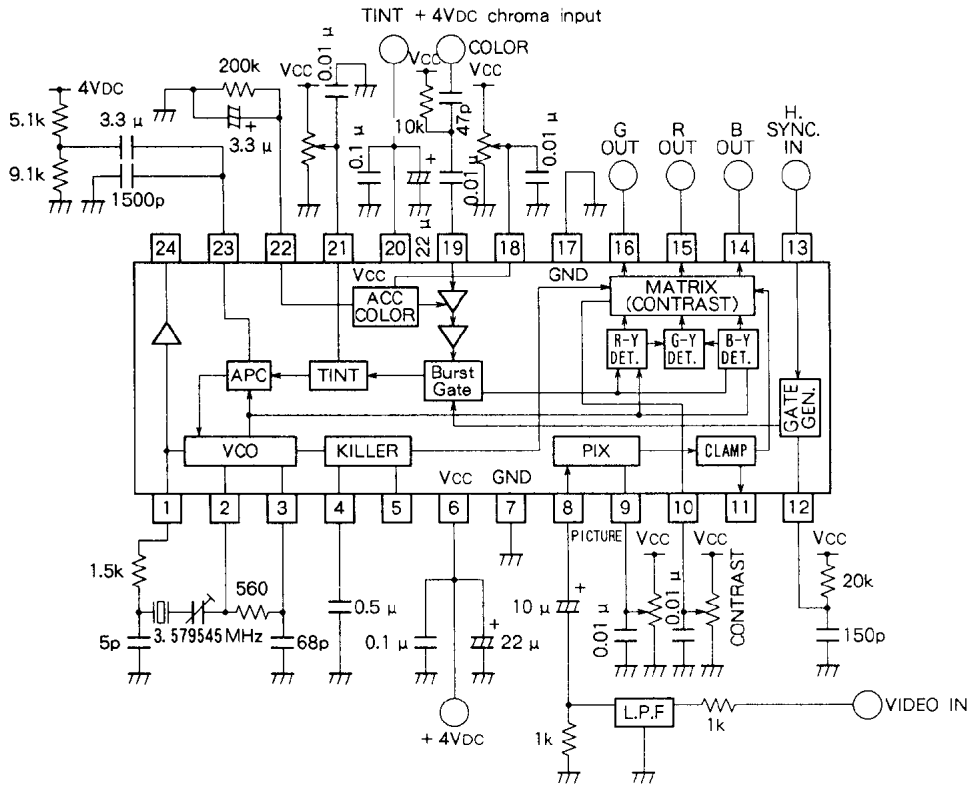 TINT + 4VDC chroma input
COLOR
VCC
0.01 µ
VCC
VCC
200k
4VDC
5.1k
3.3 µ
3.3 µ
+
10k
47p
9.1k
1500p
0.1 µ
+
22 µ
0.01 µ
0.01 µ
G OUT
R OUT
B OUT
H. SYNC. IN
24
23
22
21
20
19
18
17
16
15
14
13
VCC
GND
ACC COLOR
MATRIX (CONTRAST)
R-Y DET.
G-Y DET.
B-Y DET.
APC
TINT
Burst Gate
GATE GEN.
VCO
KILLER
PIX
CLAMP
VCC
GND
1
2
3
4
5
6
7
8
9
10
11
12
PICTURE
VCC
VCC
VCC
1.5k
560
3.579545 MHz
5p
68p
0.5 µ
0.1 µ
+
22 µ
10 µ
+
0.01 µ
0.01 µ
CONTRAST
20k
150p
+ 4VDC
1k
L.P.F
1k
VIDEO IN